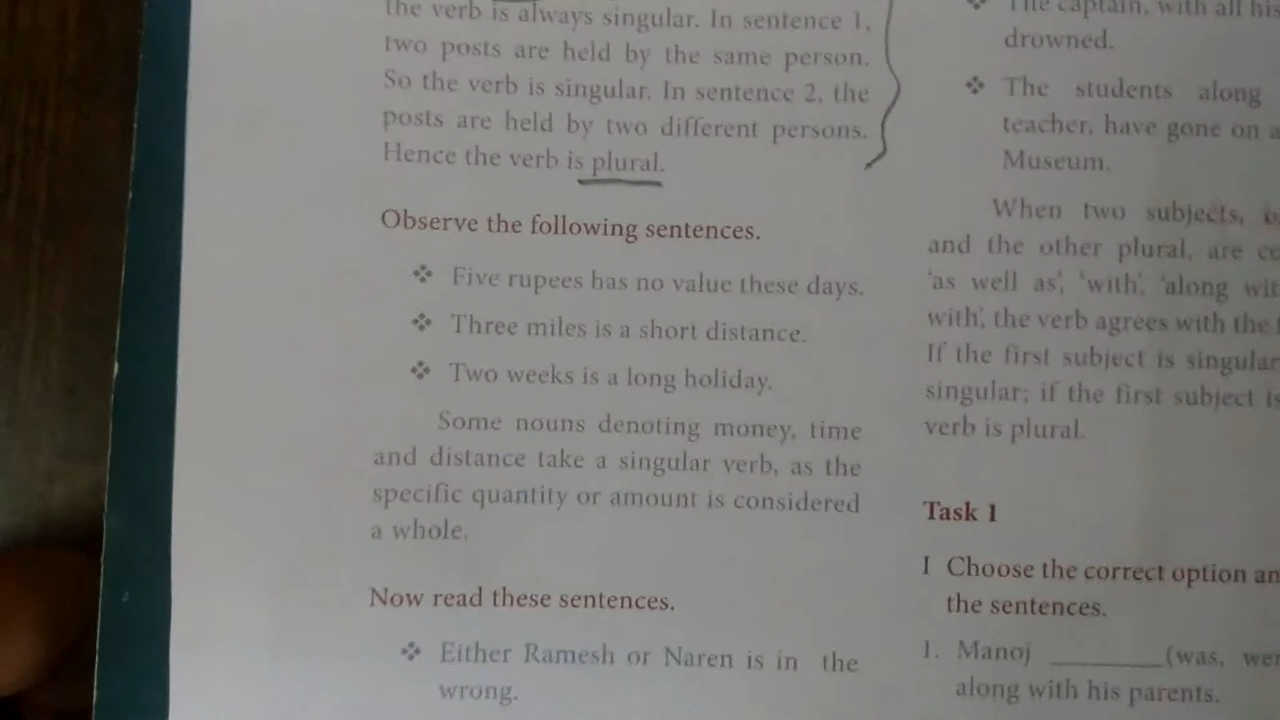 the verb is always singular. In sentence 1,
two posts are held by the same person.
So the verb is singular. In sentence 2, the
posts are held by two different persons.
Hence the verb is plural.
Observe the following sentences.
❖ Five rupees has no value these days.
❖ Three miles is a short distance.
❖ Two weeks is a long holiday.
Some nouns denoting money, time
and distance take a singular verb, as the
specific quantity or amount is considered
a whole.
Now read these sentences.
❖ Either Ramesh or Naren is in the
wrong.
❖ The captain, with all his
drowned.
❖ The students along
teacher, have gone on a
Museum.
When two subjects,
and the other plural, are
'as well as', 'with', 'along
with', the verb agrees with the
If the first subject is singular
singular; if the first subject is
verb is plural.
Task 1
I Choose the correct option
the sentences.
1. Manoj ________(was,
along with his parents.